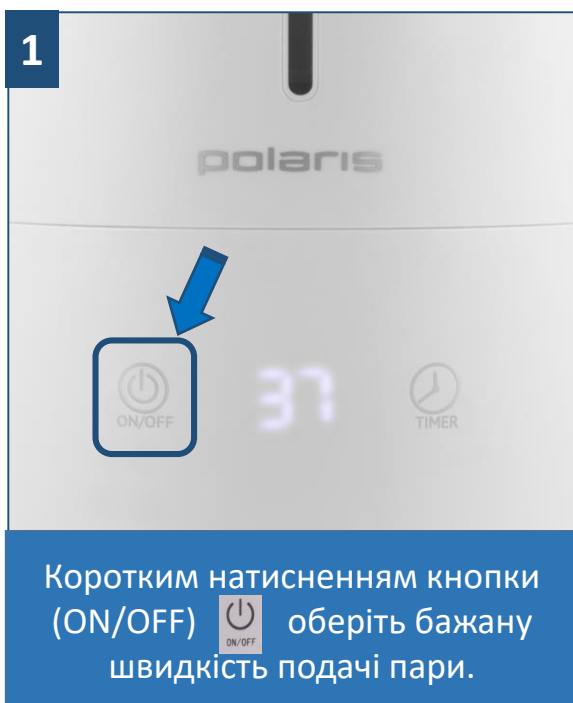 1
polaris
37
ON/OFF
TIMER
Коротким натисненням кнопки
(ON/OFF) ON/OFF оберіть бажану
швидкість подачі пари.